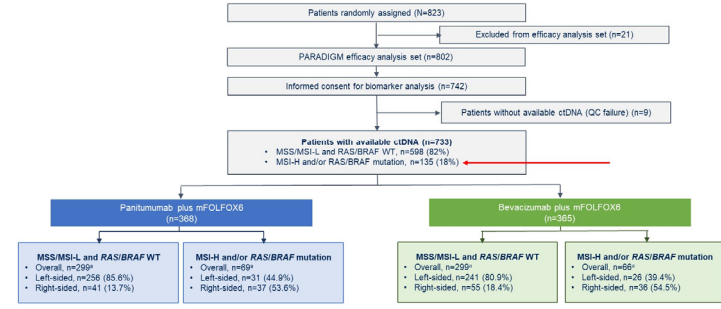 Patients randomly assigned (N=823)
Excluded from efficacy analysis set (n=21)
PARADIGM efficacy analysis set (n=802)
Informed consent for biomarker analysis (n=742)
Patients without available ctDNA (QC failure) (n=9)
Patients with available ctDNA (n=733)
• MSS/MSI-L and RAS/BRAF WT, n=598 (82%)
• MSI-H and/or RAS/BRAF mutation, n=135 (18%)
Panitumumab plus mFOLFOX6
(n=368)
Bevacizumab plus mFOLFOX6
(n=365)
MSS/MSI-L and RAS/BRAF WT
• Overall, n=299ᵃ
• Left-sided, n=256 (85.6%)
• Right-sided, n=41 (13.7%)
MSI-H and/or RAS/BRAF mutation
• Overall, n=69ᵃ
• Left-sided, n=31 (44.9%)
• Right-sided, n=37 (53.6%)
MSS/MSI-L and RAS/BRAF WT
• Overall, n=299ᵃ
• Left-sided, n=241 (80.9%)
• Right-sided, n=55 (18.4%)
MSI-H and/or RAS/BRAF mutation
• Overall, n=66ᵃ
• Left-sided, n=26 (39.4%)
• Right-sided, n=36 (54.5%)